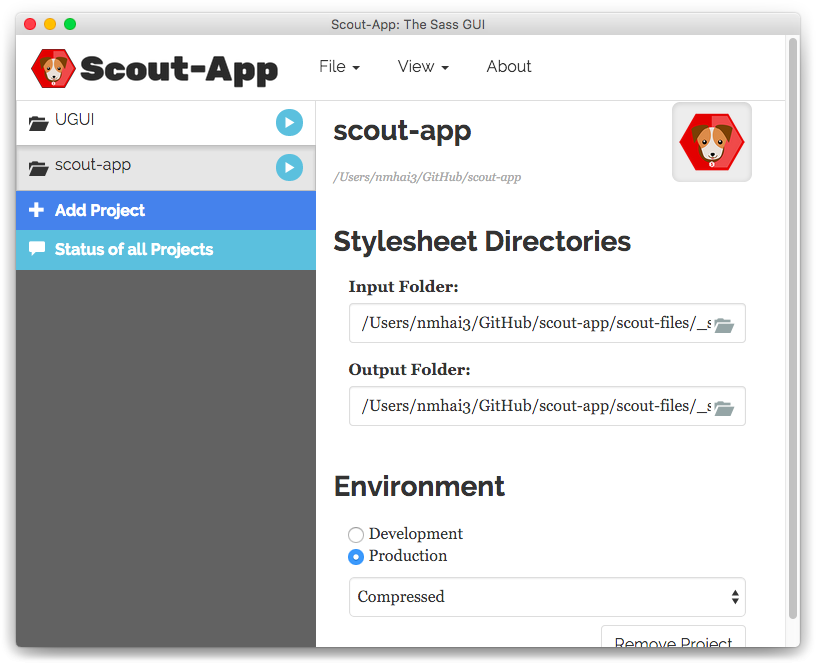 Scout-App: The Sass GUI
Scout-App File View About
UGUI
scout-app
Add Project
Status of all Projects
scout-app
/Users/nmhai3/GitHub/scout-app
Stylesheet Directories
Input Folder:
/Users/nmhai3/GitHub/scout-app/scout-files/_s
Output Folder:
/Users/nmhai3/GitHub/scout-app/scout-files/_s
Environment
Development
Production
Compressed
Remove Project